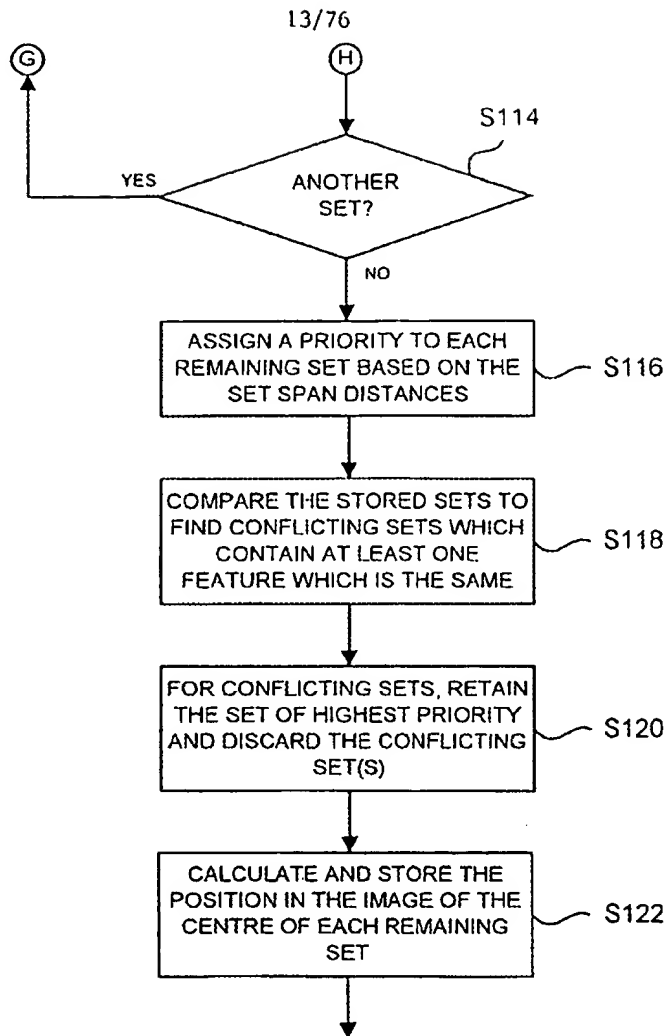 13/76
G
H
S114
YES
ANOTHER
SET?
NO
ASSIGN A PRIORITY TO EACH
REMAINING SET BASED ON THE
SET SPAN DISTANCES
S116
COMPARE THE STORED SETS TO
FIND CONFLICTING SETS WHICH
CONTAIN AT LEAST ONE
FEATURE WHICH IS THE SAME
S118
FOR CONFLICTING SETS, RETAIN
THE SET OF HIGHEST PRIORITY
AND DISCARD THE CONFLICTING
SET(S)
S120
CALCULATE AND STORE THE
POSITION IN THE IMAGE OF THE
CENTRE OF EACH REMAINING
SET
S122